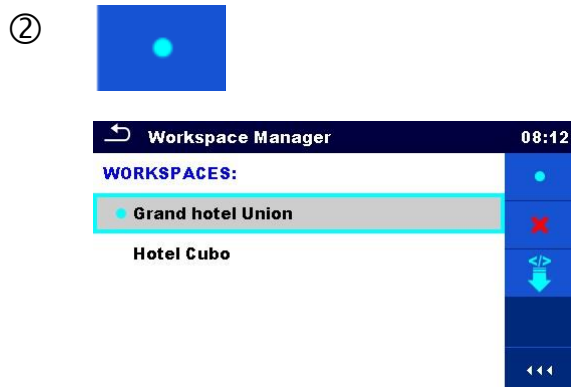 ②
Workspace Manager 08:12
WORKSPACES:
Grand hotel Union
Hotel Cubo
</>